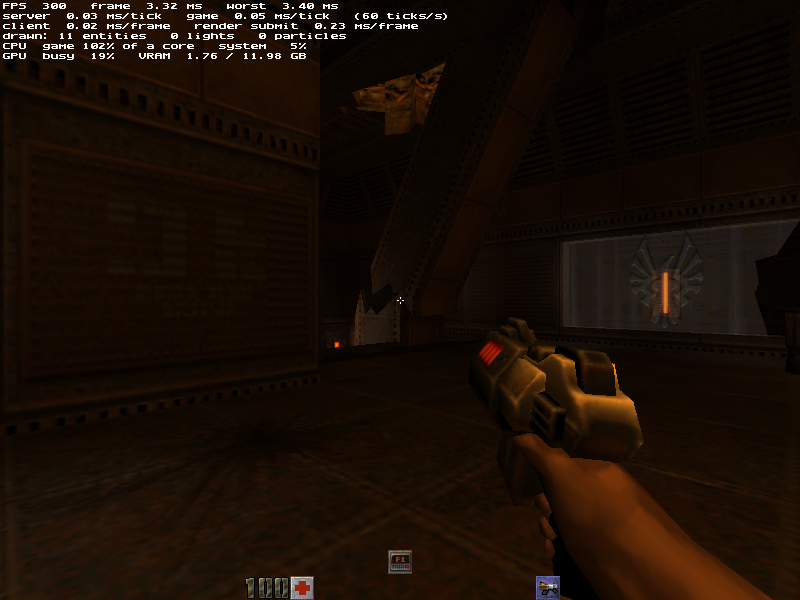 FPS 300 frame 3.32 ms worst 3.40 ms
server 0.03 ms/tick game 0.05 ms/tick (60 ticks/s)
client 0.02 ms/frame render submit 0.23 ms/frame
drawn: 11 entities 0 lights 0 particles
CPU game 102% of a core system 5%
GPU busy 19% VRAM 1.76 / 11.98 GB
F1
100